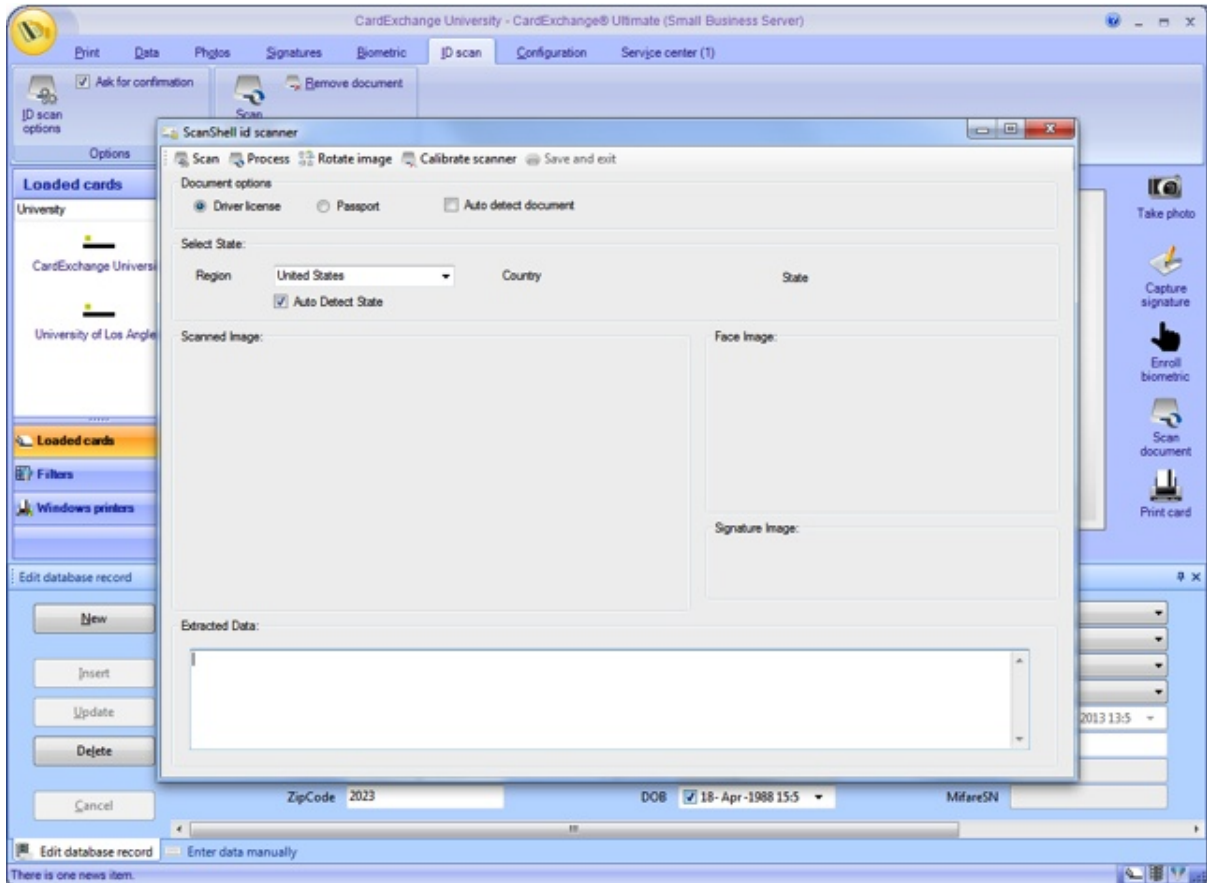 CardExchange University - CardExchange® Ultimate (Small Business Server)
Print Data Photos Signatures Biometric ID scan Configuration Service center (1)
Ask for confirmation
Remove document
ID scan
options
Scan
Options
ScanShell id scanner
Scan Process Rotate image Calibrate scanner Save and exit
Document options
Driver license Passport Auto detect document
Select State:
Region United States Country State
Auto Detect State
Scanned Image:
Face Image:
Signature Image:
Extracted Data:
Loaded cards
University
CardExchange Universi
University of Los Angle
Loaded cards
Filters
Windows printers
Take photo
Capture
signature
Enroll
biometric
Scan
document
Print card
Edit database record
New
Insert
Update
Delete
Cancel
2013 13:5
ZipCode 2023 DOB 18-Apr-1988 15:5 MifareSN
Edit database record Enter data manually
There is one news item.